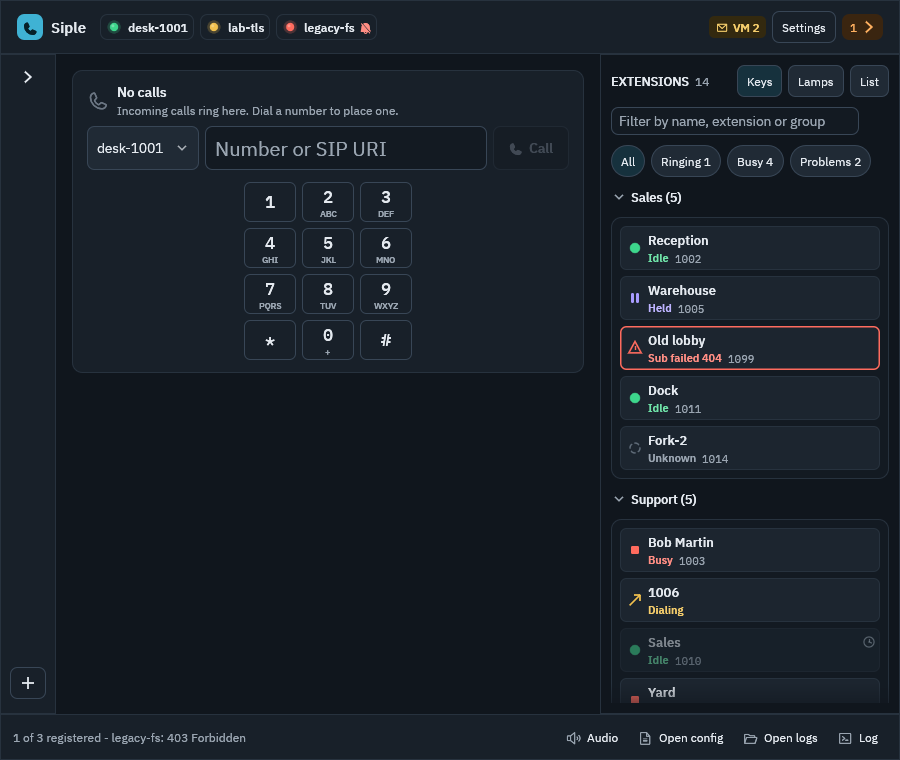 Siple
desk-1001
lab-tls
legacy-fs
VM 2
Settings
1
No calls
Incoming calls ring here. Dial a number to place one.
desk-1001
Number or SIP URI
Call
1
2
ABC
3
DEF
4
GHI
5
JKL
6
MNO
7
PQRS
8
TUV
9
WXYZ
*
0
+
#
EXTENSIONS 14
Keys
Lamps
List
Filter by name, extension or group
All
Ringing 1
Busy 4
Problems 2
Sales (5)
Reception
Idle 1002
Warehouse
Held 1005
Old lobby
Sub failed 404 1099
Dock
Idle 1011
Fork-2
Unknown 1014
Support (5)
Bob Martin
Busy 1003
1006
Dialing
Sales
Idle 1010
Yard
1 of 3 registered - legacy-fs: 403 Forbidden
Audio
Open config
Open logs
Log